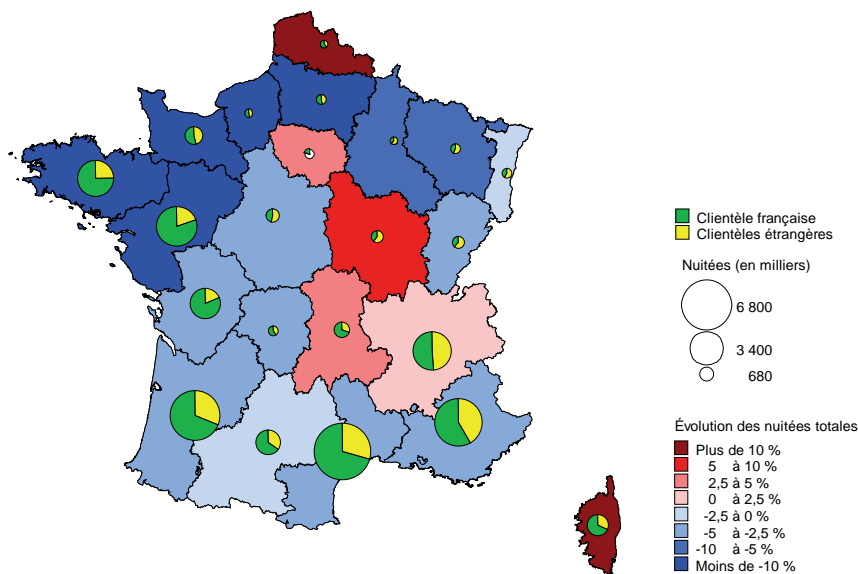 Clientèle française
Clientèles étrangères
Nuitées (en milliers)
6 800
3 400
680
Évolution des nuitées totales
Plus de 10 %
5 à 10 %
2,5 à 5 %
0 à 2,5 %
-2,5 à 0 %
-5 à -2,5 %
-10 à -5 %
Moins de -10 %